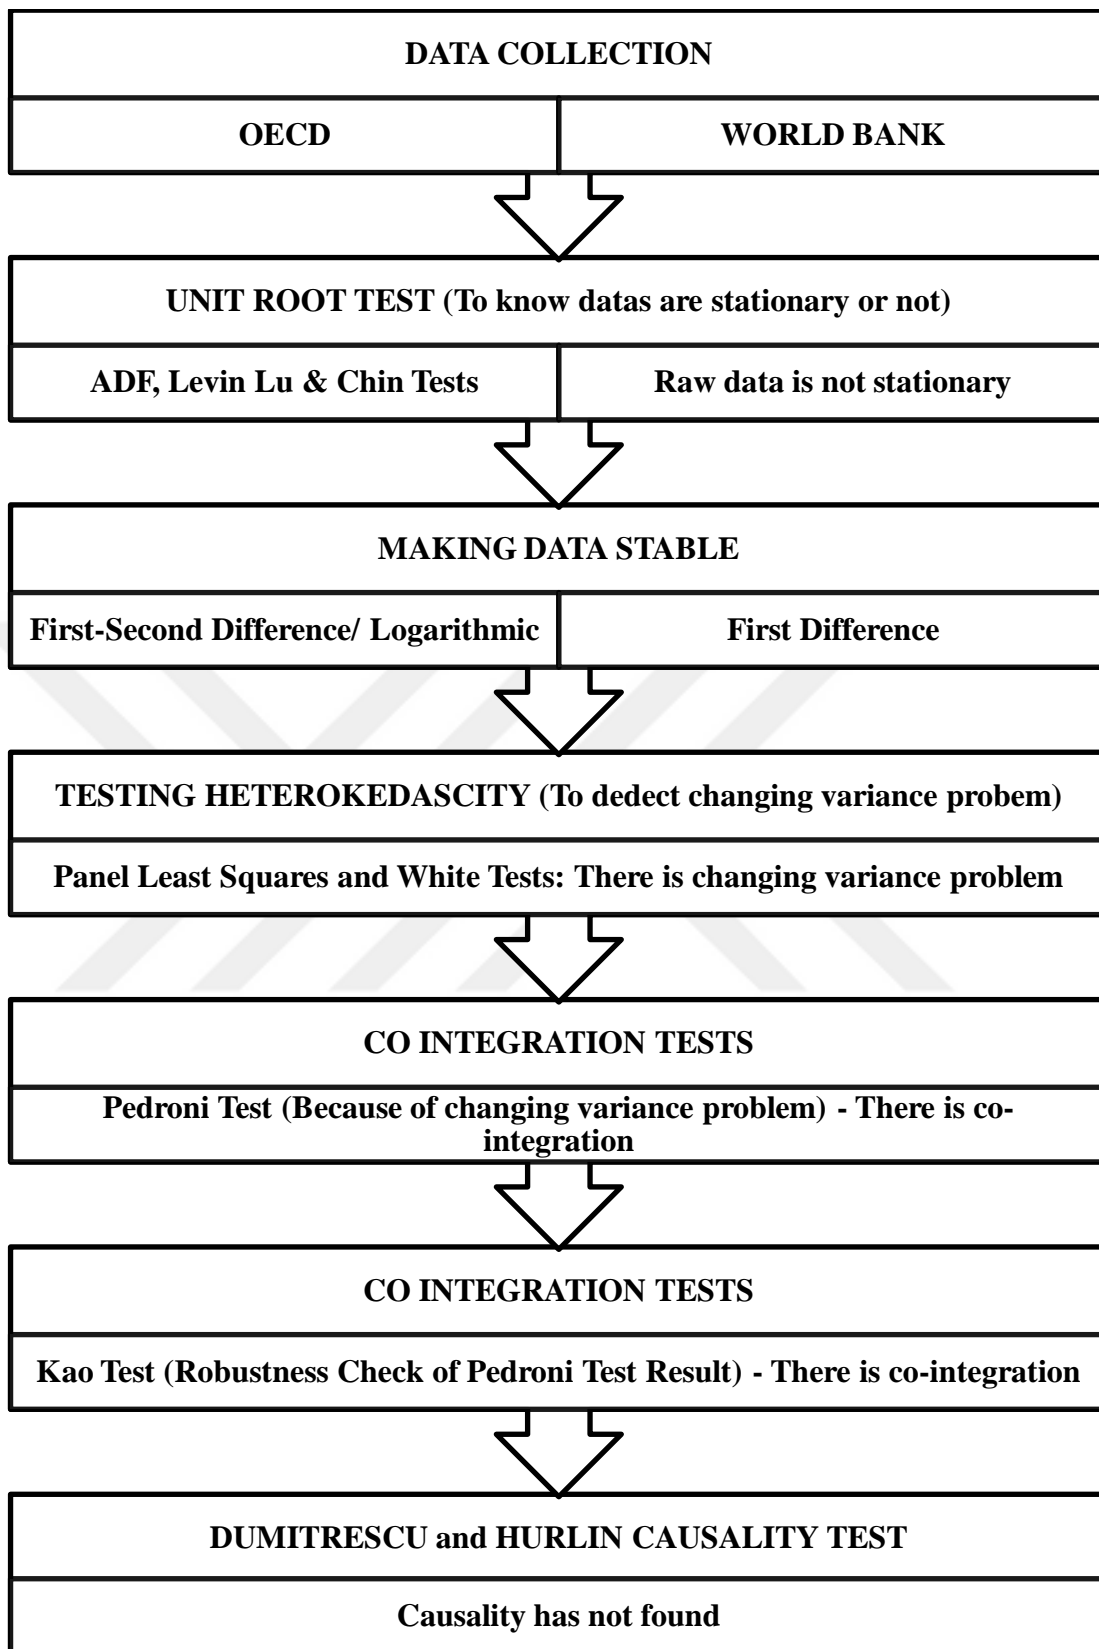 DATA COLLECTION
OECD
WORLD BANK
UNIT ROOT TEST (To know datas are stationary or not)
ADF, Levin Lu & Chin Tests
Raw data is not stationary
MAKING DATA STABLE
First-Second Difference/ Logarithmic
First Difference
TESTING HETEROKEDASCITY (To dedect changing variance probem)
Panel Least Squares and White Tests: There is changing variance problem
CO INTEGRATION TESTS
Pedroni Test (Because of changing variance problem) - There is co-
integration
CO INTEGRATION TESTS
Kao Test (Robustness Check of Pedroni Test Result) - There is co-integration
DUMITRESCU and HURLIN CAUSALITY TEST
Causality has not found